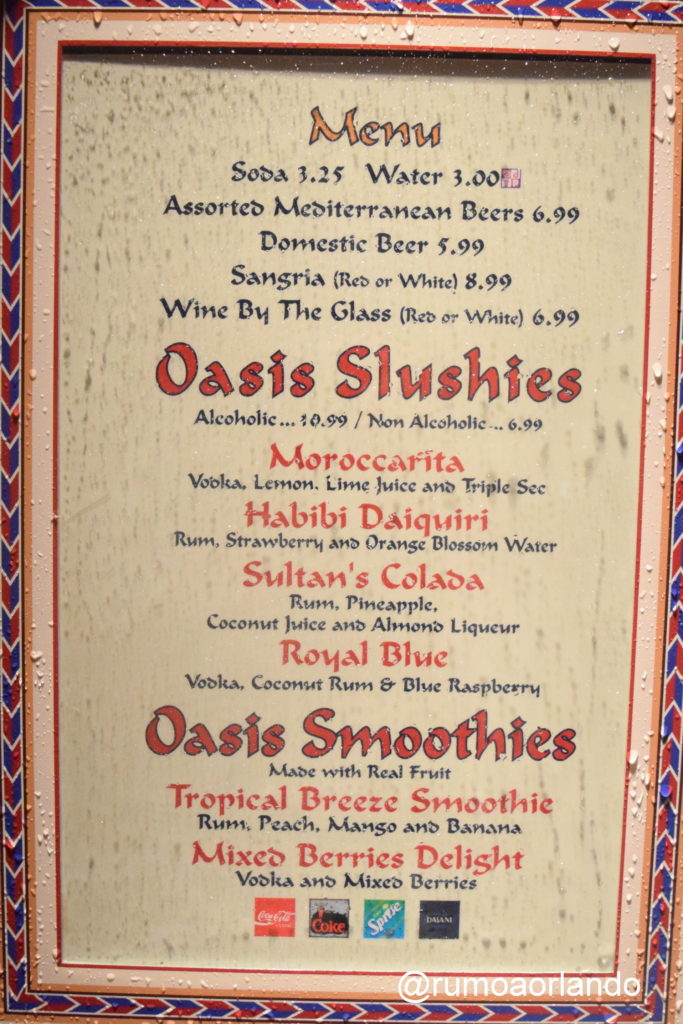 Menu
Soda 3.25 Water 3.00
Assorted Mediterranean Beers 6.99
Domestic Beer 5.99
Sangria (Red or White) 8.99
Wine By The Glass (Red or White) 6.99
Oasis Slushies
Alcoholic... 10.99 / Non Alcoholic... 6.99
Moroccarita
Vodka, Lemon, Lime Juice and Triple Sec
Habibi Daiquiri
Rum, Strawberry and Orange Blossom Water
Sultan's Colada
Rum, Pineapple,
Coconut Juice and Almond Liqueur
Royal Blue
Vodka, Coconut Rum & Blue Raspberry
Oasis Smoothies
Made with Real Fruit
Tropical Breeze Smoothie
Rum, Peach, Mango and Banana
Mixed Berries Delight
Vodka and Mixed Berries
Coca-Cola Coke Sprite DASANI
@rumoaorlando